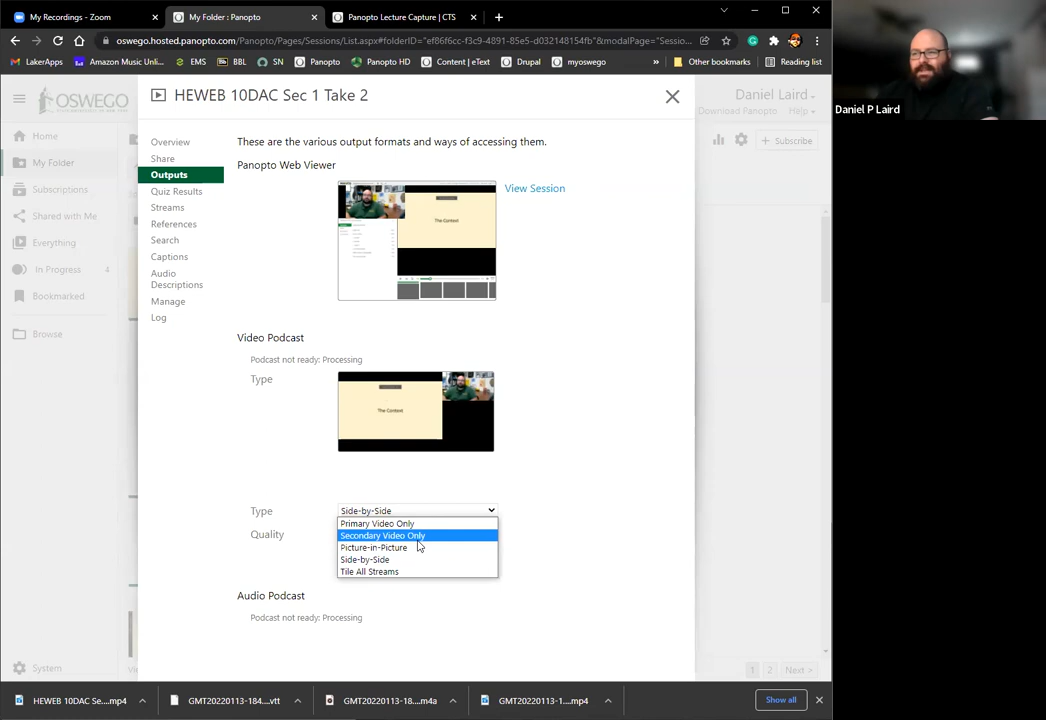 My Recordings - Zoom
My Folder : Panopto
Panopto Lecture Capture | CTS
oswego.hosted.panopto.com/Panopto/Pages/Sessions/List.aspx#folderID="ef86f6cc-f3c9-4891-85e5-d032148154fb"&modalPage="Sessio...
LakerApps
Amazon Music Unli...
EMS
BBL
SN
Panopto
Panopto HD
Content | eText
Drupal
myoswego
»
Other bookmarks
Reading list
OSWEGO
HEWEB 10DAC Sec 1 Take 2
Daniel Laird
Download Panopto
Help
Subscribe
Home
My Folder
Subscriptions
Shared with Me
Everything
In Progress
4
Bookmarked
Browse
System
Overview
Share
Outputs
Quiz Results
Streams
References
Search
Captions
Audio
Descriptions
Manage
Log
These are the various output formats and ways of accessing them.
Panopto Web Viewer
View Session
The Context
Video Podcast
Podcast not ready: Processing
Type
The Context
Type
Side-by-Side
Quality
Primary Video Only
Secondary Video Only
Picture-in-Picture
Side-by-Side
Tile All Streams
Audio Podcast
Podcast not ready: Processing
1
2
Next >
HEWEB 10DAC Se....mp4
GMT20220113-184....vtt
GMT20220113-18....m4a
GMT20220113-1....mp4
Show all
Daniel P Laird